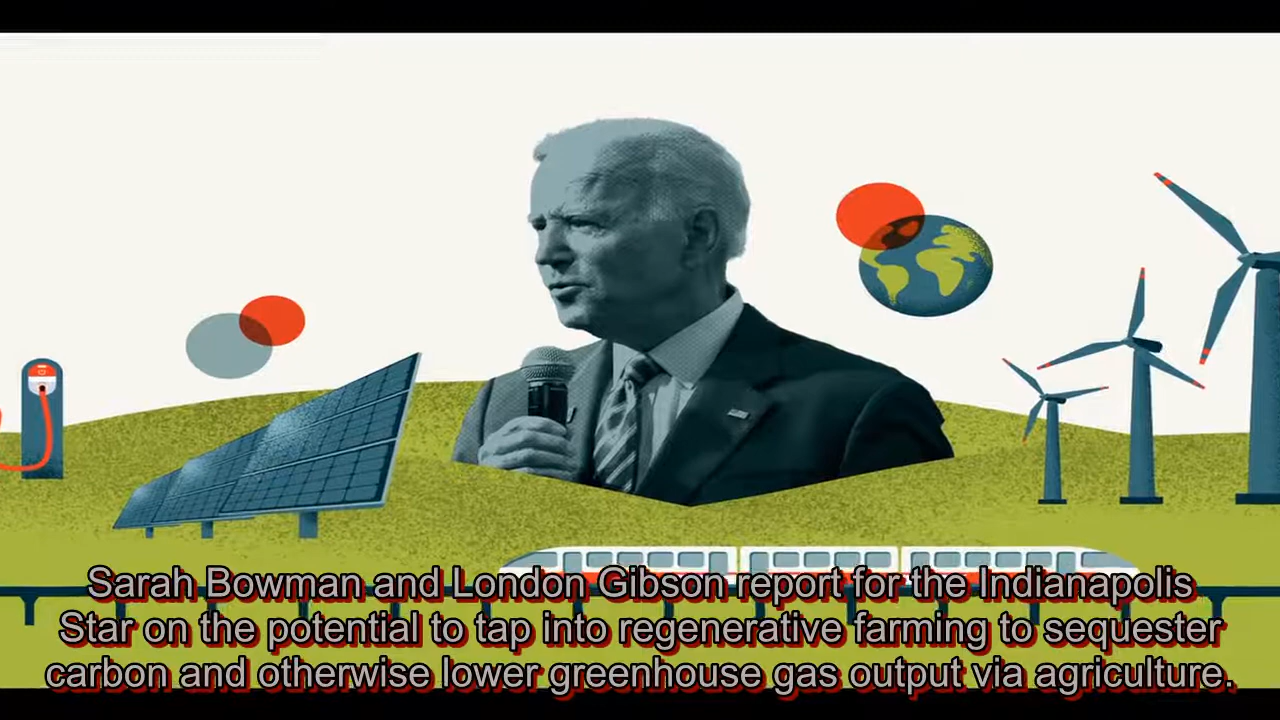 Sarah Bowman and London Gibson report for the Indianapolis
Star on the potential to tap into regenerative farming to sequester
carbon and otherwise lower greenhouse gas output via agriculture.